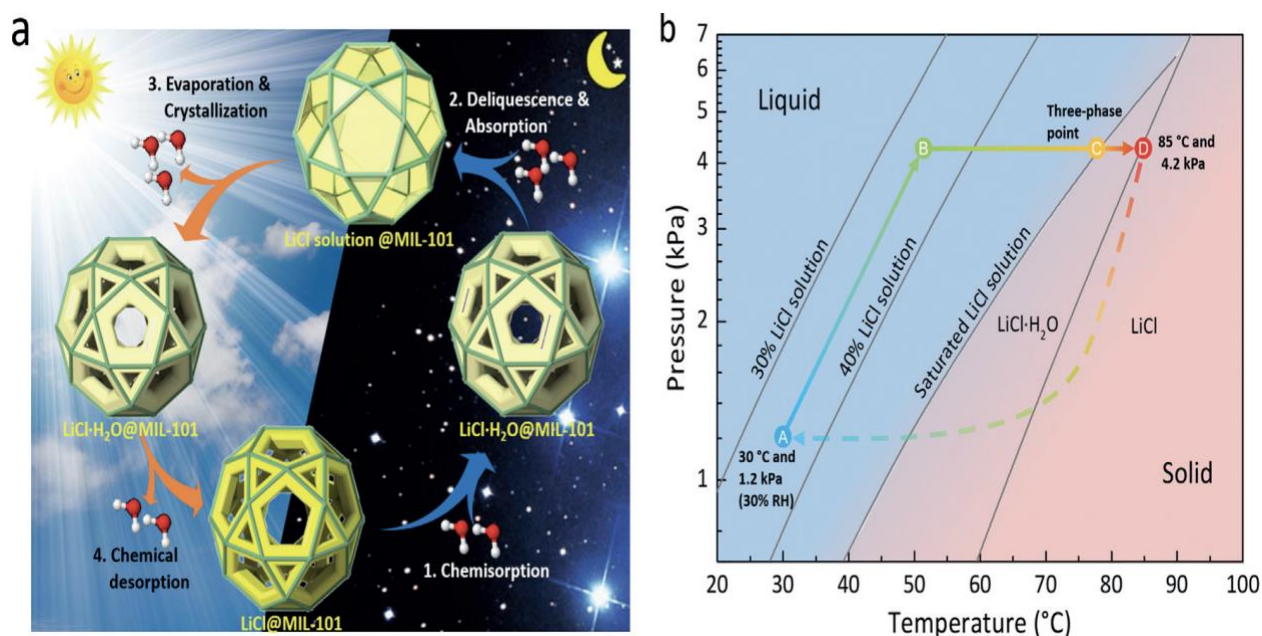 a
3. Evaporation &
Crystallization
2. Deliquescence &
Absorption
LiCl solution @MIL-101
LiCl·H₂O@MIL-101
LiCl·H₂O@MIL-101
4. Chemical
desorption
1. Chemisorption
LiCl@MIL-101
b
Pressure (kPa)
7
6
5
4
3
2
1
Liquid
30% LiCl solution
40% LiCl solution
Saturated LiCl solution
Three-phase
point
B
C
D
85 °C and
4.2 kPa
LiCl·H₂O
LiCl
A
30 °C and
1.2 kPa
(30% RH)
Solid
20 30 40 50 60 70 80 90 100
Temperature (°C)